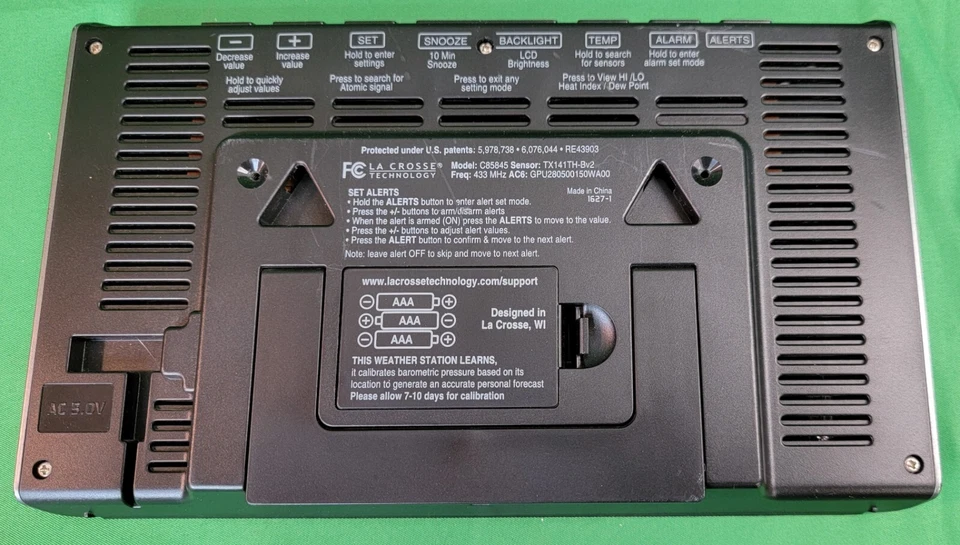 − + SET SNOOZE BACKLIGHT TEMP ALARM ALERTS
Decrease value
Increase value
Hold to enter settings
10 Min Snooze
LCD Brightness
Hold to search for sensors
Hold to enter alarm set mode
Hold to quickly adjust values
Press to search for Atomic signal
Press to exit any setting mode
Press to View HI /LO Heat Index / Dew Point
Protected under U.S. patents: 5,978,738 • 6,076,044 • RE43903
FC LA CROSSE® TECHNOLOGY
Model: C85845 Sensor: TX141TH-Bv2
Freq: 433 MHz AC6: GPU280500150WA00
SET ALERTS
Made in China
1627-I
• Hold the ALERTS button to enter alert set mode.
• Press the +/- buttons to arm/disarm alerts
• When the alert is armed (ON) press the ALERTS to move to the value.
• Press the +/- buttons to adjust alert values.
• Press the ALERT button to confirm & move to the next alert.
Note: leave alert OFF to skip and move to next alert.
www.lacrossetechnology.com/support
− AAA +
+ AAA −
− AAA +
Designed in
La Crosse, WI
THIS WEATHER STATION LEARNS,
it calibrates barometric pressure based on its
location to generate an accurate personal forecast
Please allow 7-10 days for calibration
AC 5.0V